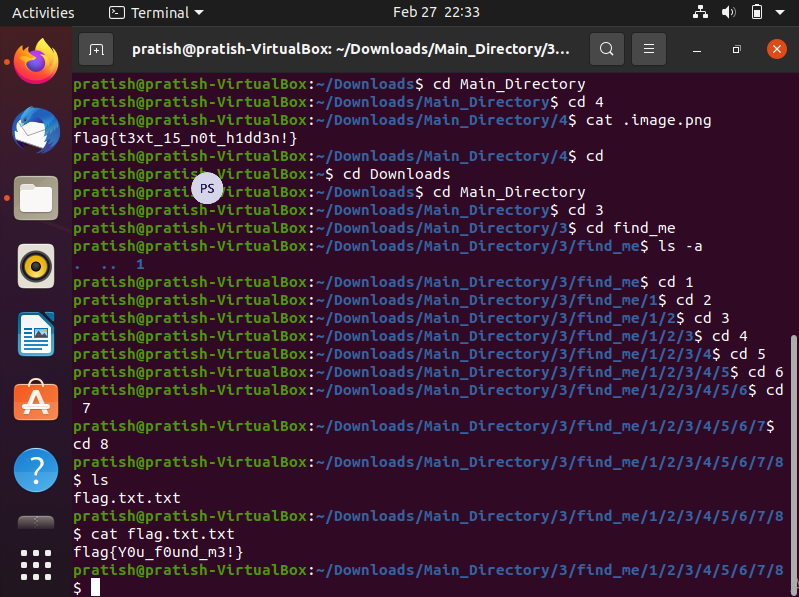 Activities Terminal Feb 27 22:33
pratish@pratish-VirtualBox: ~/Downloads/Main_Directory/3...
pratish@pratish-VirtualBox:~/Downloads$ cd Main_Directory
pratish@pratish-VirtualBox:~/Downloads/Main_Directory$ cd 4
pratish@pratish-VirtualBox:~/Downloads/Main_Directory/4$ cat .image.png
flag{t3xt_15_n0t_h1dd3n!}
pratish@pratish-VirtualBox:~/Downloads/Main_Directory/4$ cd
pratish@pratish-VirtualBox:~$ cd Downloads
PS
pratish@pratish-VirtualBox:~/Downloads$ cd Main_Directory
pratish@pratish-VirtualBox:~/Downloads/Main_Directory$ cd 3
pratish@pratish-VirtualBox:~/Downloads/Main_Directory/3$ cd find_me
pratish@pratish-VirtualBox:~/Downloads/Main_Directory/3/find_me$ ls -a
. .. 1
pratish@pratish-VirtualBox:~/Downloads/Main_Directory/3/find_me$ cd 1
pratish@pratish-VirtualBox:~/Downloads/Main_Directory/3/find_me/1$ cd 2
pratish@pratish-VirtualBox:~/Downloads/Main_Directory/3/find_me/1/2$ cd 3
pratish@pratish-VirtualBox:~/Downloads/Main_Directory/3/find_me/1/2/3$ cd 4
pratish@pratish-VirtualBox:~/Downloads/Main_Directory/3/find_me/1/2/3/4$ cd 5
pratish@pratish-VirtualBox:~/Downloads/Main_Directory/3/find_me/1/2/3/4/5$ cd 6
pratish@pratish-VirtualBox:~/Downloads/Main_Directory/3/find_me/1/2/3/4/5/6$ cd
7
pratish@pratish-VirtualBox:~/Downloads/Main_Directory/3/find_me/1/2/3/4/5/6/7$
cd 8
pratish@pratish-VirtualBox:~/Downloads/Main_Directory/3/find_me/1/2/3/4/5/6/7/8
$ ls
flag.txt.txt
pratish@pratish-VirtualBox:~/Downloads/Main_Directory/3/find_me/1/2/3/4/5/6/7/8
$ cat flag.txt.txt
flag{Y0u_f0und_m3!}
pratish@pratish-VirtualBox:~/Downloads/Main_Directory/3/find_me/1/2/3/4/5/6/7/8
$